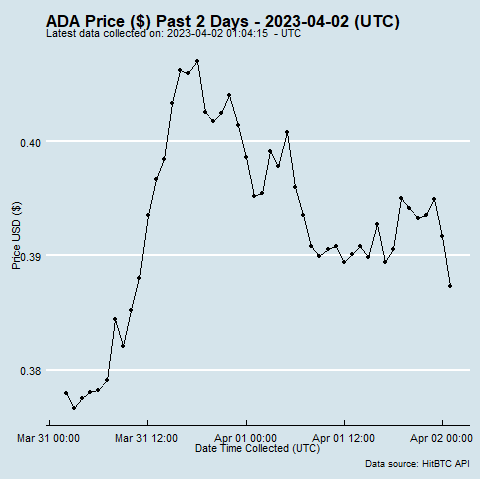 ADA Price ($) Past 2 Days - 2023-04-02 (UTC)
Latest data collected on: 2023-04-02 01:04:15 - UTC
0.40
Price USD ($)
0.39
0.38
Mar 31 00:00 Mar 31 12:00 Apr 01 00:00 Apr 01 12:00 Apr 02 00:00
Date Time Collected (UTC)
Data source: HitBTC API